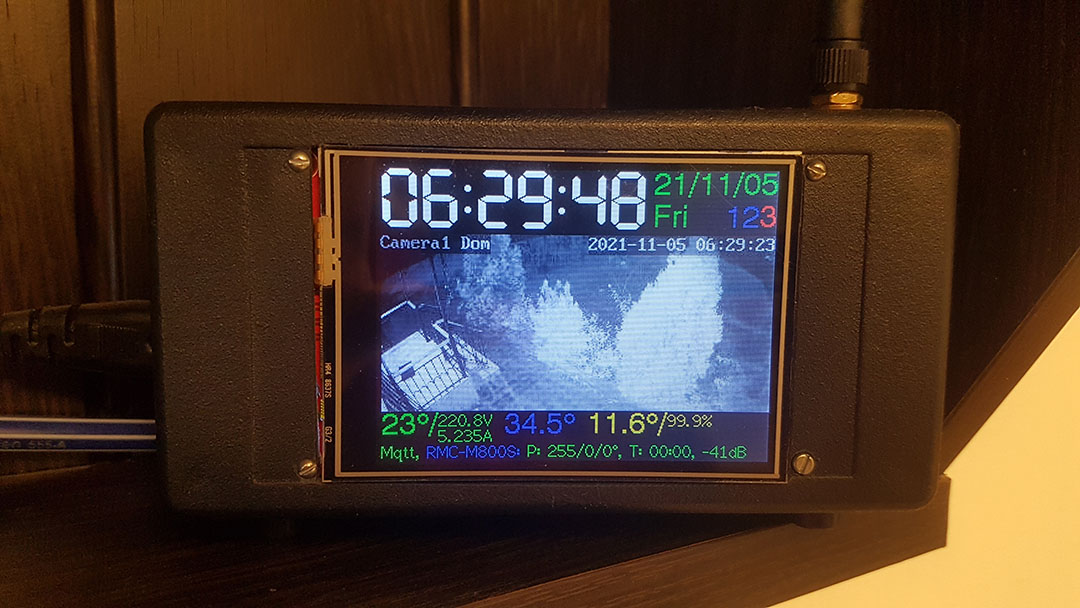 06:29:48 21/11/05
Fri 123
Camera1 Dom 2021-11-05 06:29:23
23°/220.8V 34.5° 11.6°/99.9%
5.235A
Mqtt, RMC-M800S: P: 255/0/0°, T: 00:00, -41dB